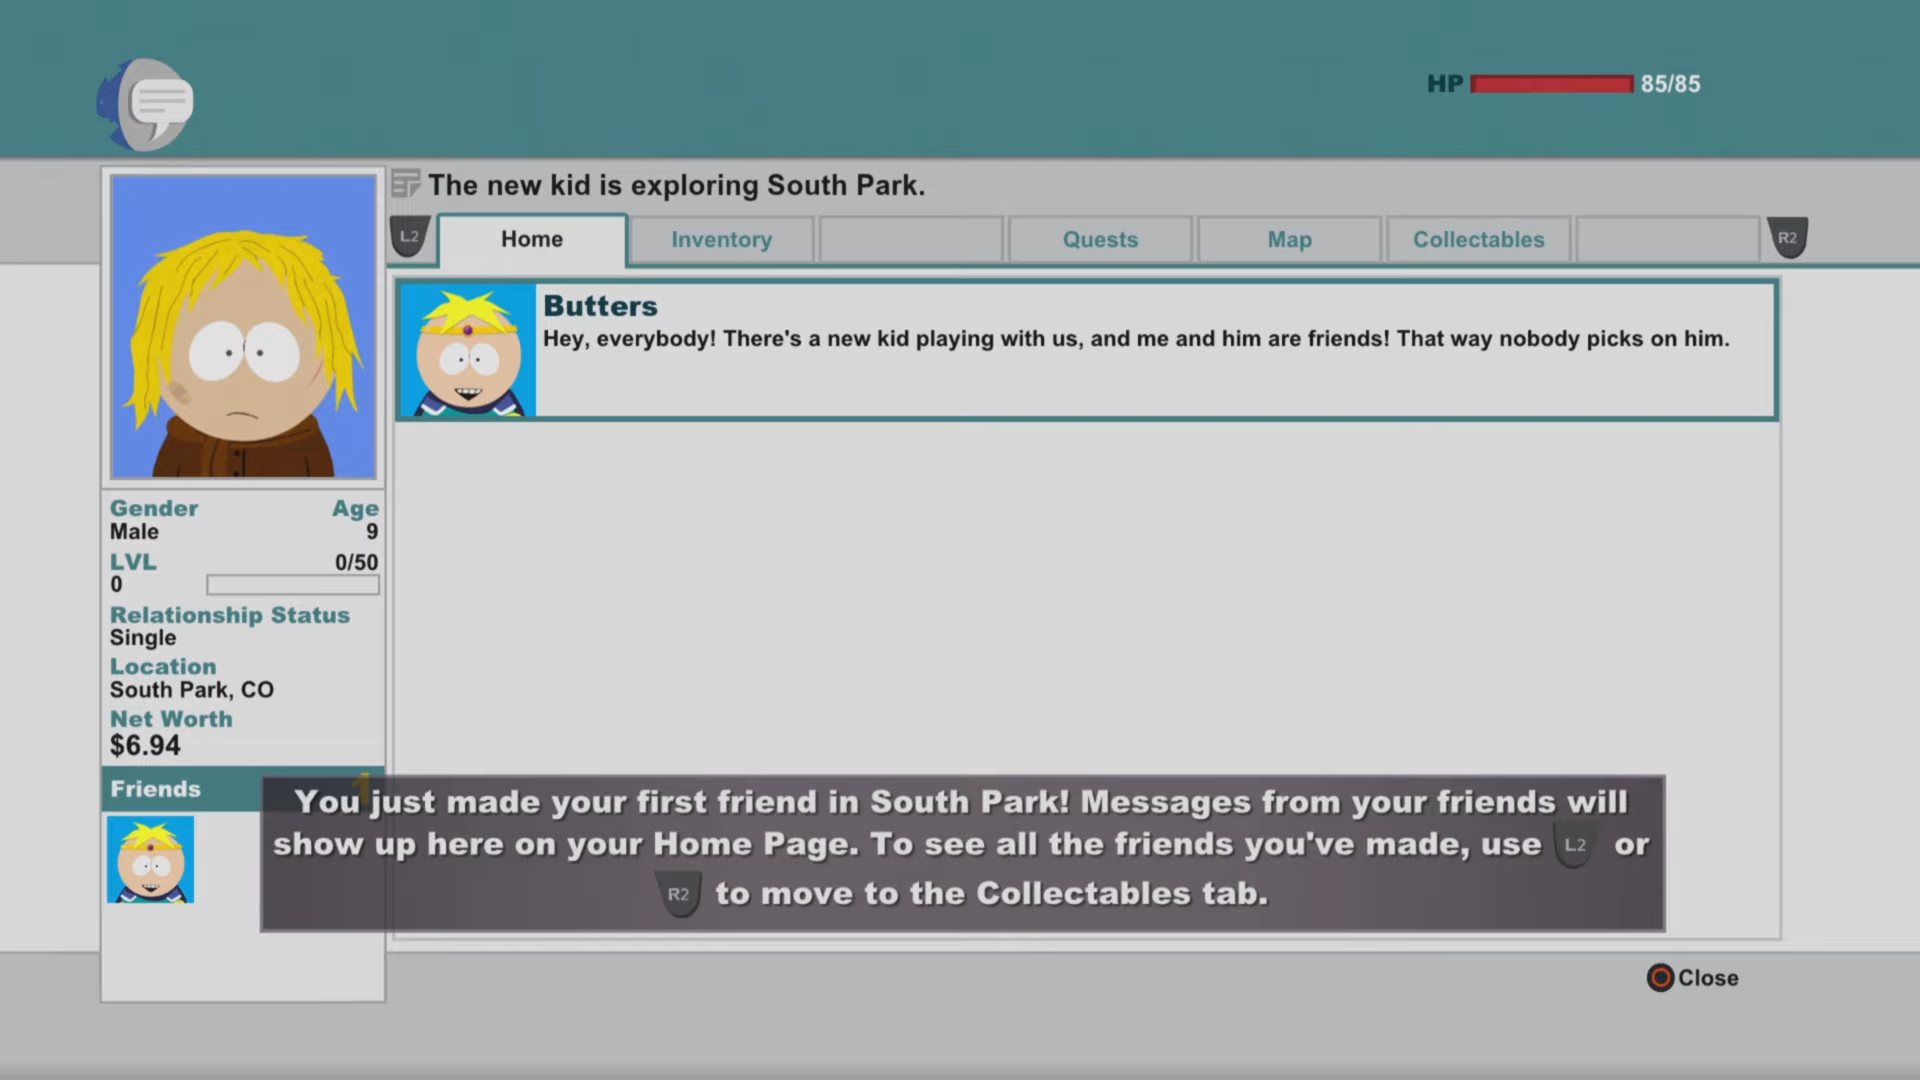 HP 85/85
The new kid is exploring South Park.
L2 Home Inventory Quests Map Collectables R2
Butters
Hey, everybody! There's a new kid playing with us, and me and him are friends! That way nobody picks on him.
Gender Age
Male 9
LVL 0/50
0
Relationship Status
Single
Location
South Park, CO
Net Worth
$6.94
Friends 1
You just made your first friend in South Park! Messages from your friends will
show up here on your Home Page. To see all the friends you've made, use L2 or
R2 to move to the Collectables tab.
Close